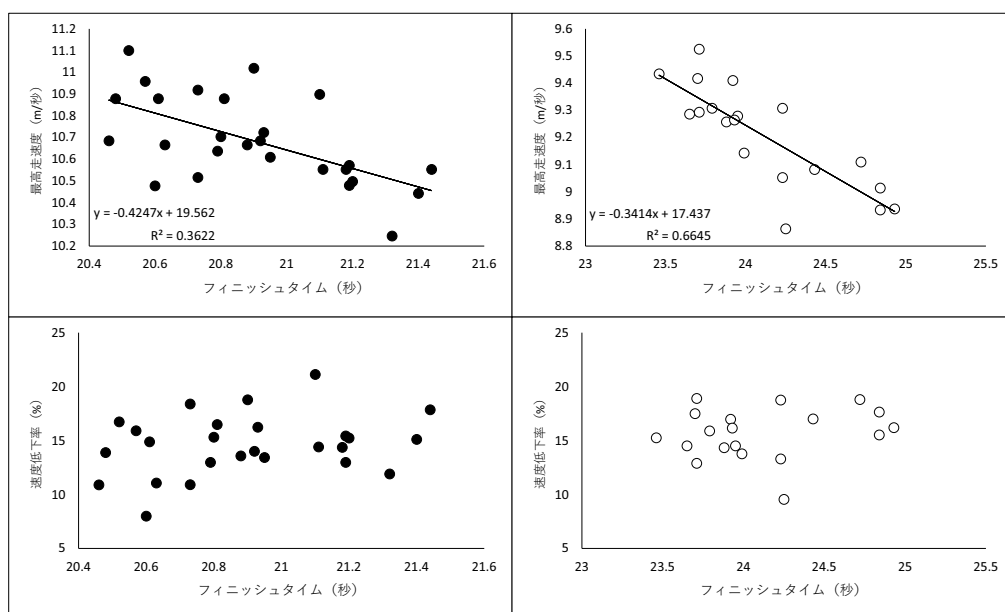 11.2
11.1
11
10.9
10.8
10.7
10.6
10.5
10.4
10.3
10.2
最高走速度（m/秒）
y = -0.4247x + 19.562
R² = 0.3622
20.4 20.6 20.8 21 21.2 21.4 21.6
フィニッシュタイム（秒）
9.6
9.5
9.4
9.3
9.2
9.1
9
8.9
8.8
最高走速度（m/秒）
y = -0.3414x + 17.437
R² = 0.6645
23 23.5 24 24.5 25 25.5
フィニッシュタイム（秒）
25
20
15
10
5
速度低下率（%）
20.4 20.6 20.8 21 21.2 21.4 21.6
フィニッシュタイム（秒）
25
20
15
10
5
速度低下率（%）
23 23.5 24 24.5 25 25.5
フィニッシュタイム（秒）